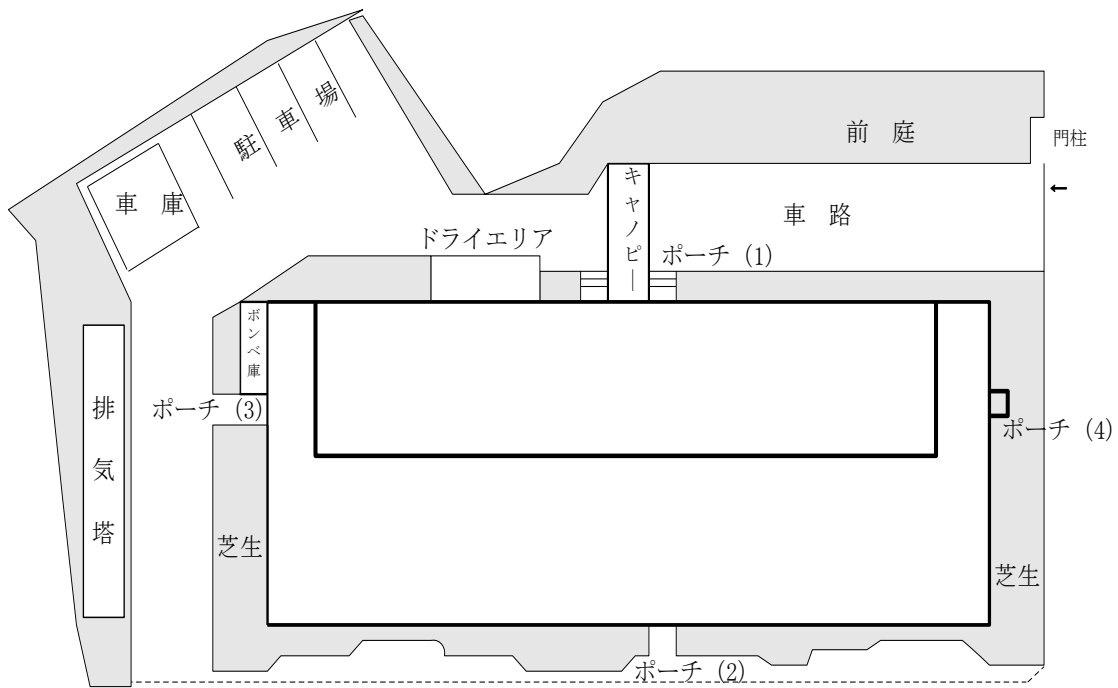 駐車場
前庭
門柱
車庫
キャノピー
←
車路
ドライエリア
ポーチ (1)
ボンベ庫
排気塔
ポーチ (3)
ポーチ (4)
芝生
芝生
ポーチ (2)